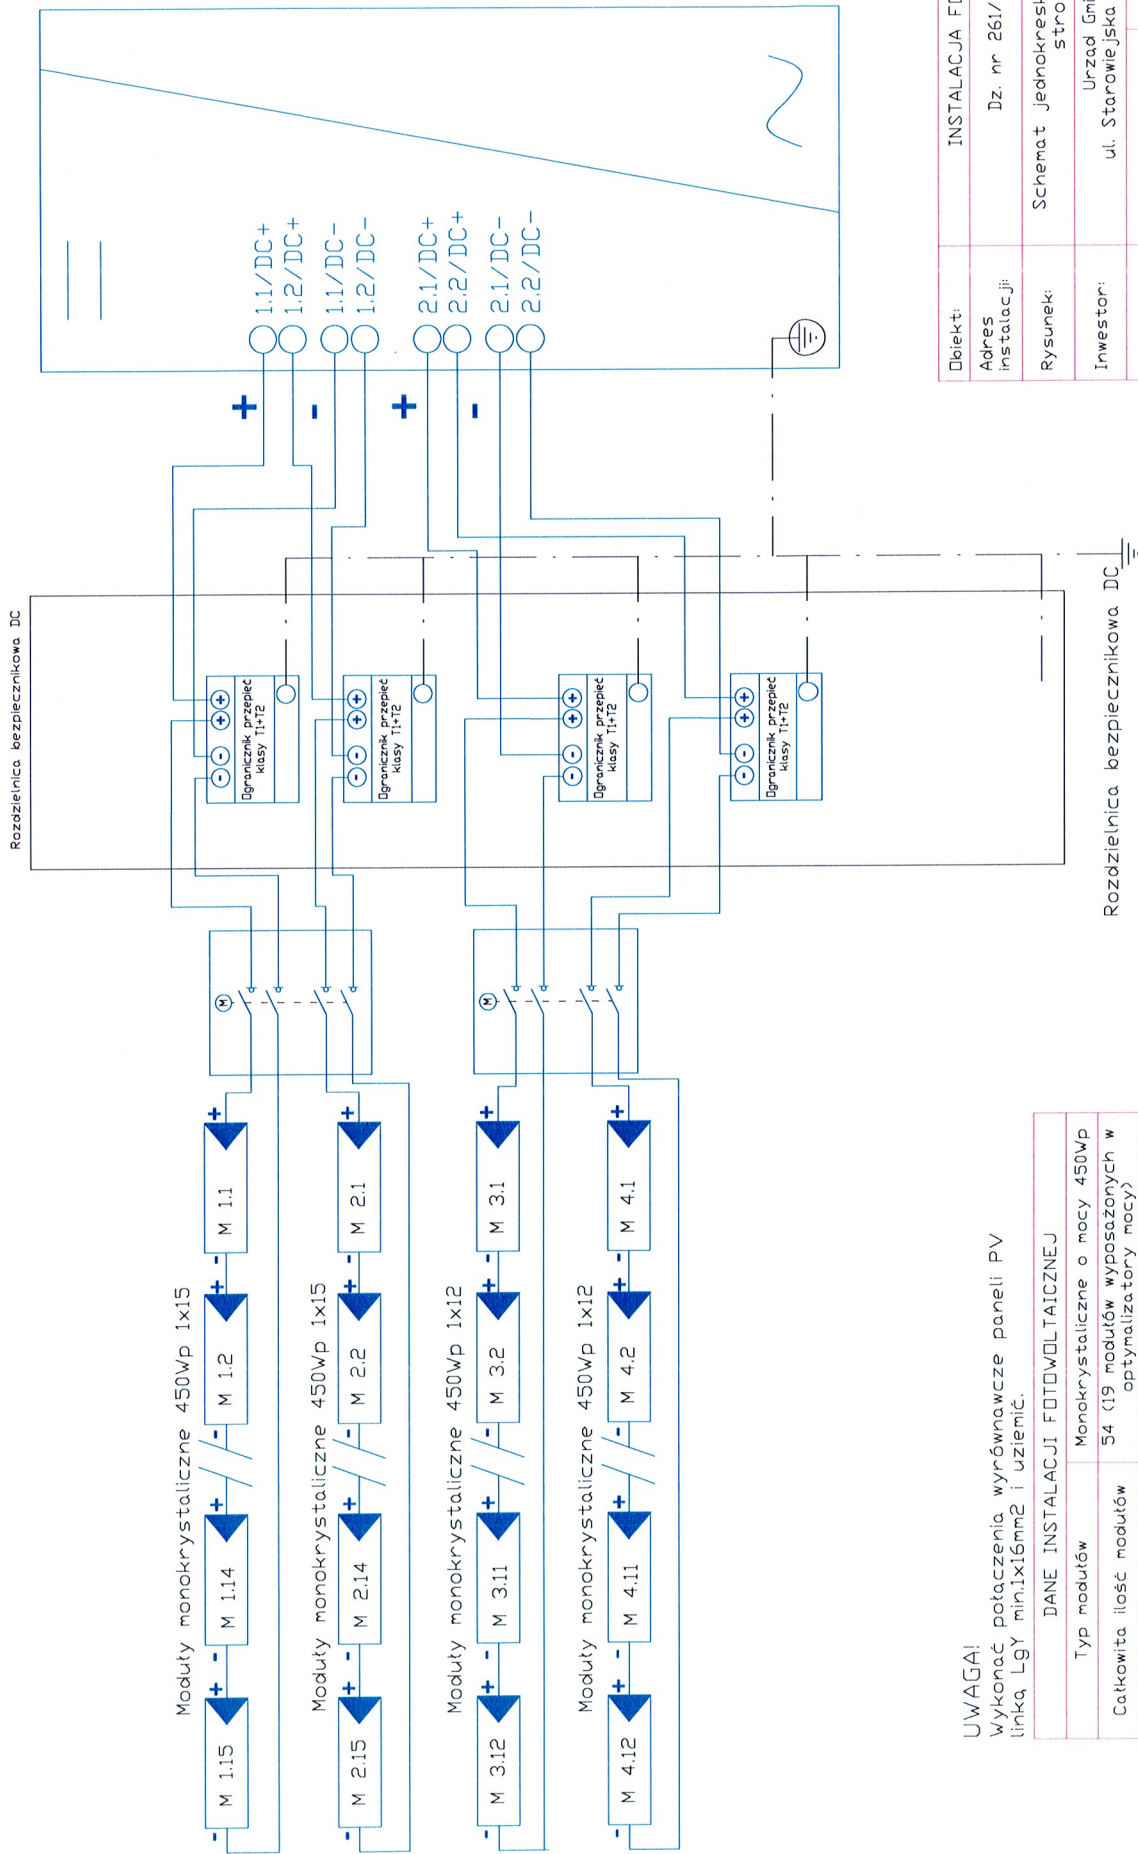 Rozdzielnica bezpiecznikowa DC
Moduły monokrystaliczne 450Wp 1x15
M 1.15
-
+
M 1.14
-
+
M 1.2
-
+
M 1.1
-
+
Moduły monokrystaliczne 450Wp 1x15
M 2.15
-
+
M 2.14
-
+
M 2.2
-
+
M 2.1
-
+
Moduły monokrystaliczne 450Wp 1x12
M 3.12
-
+
M 3.11
-
+
M 3.2
-
+
M 3.1
-
+
Moduły monokrystaliczne 450Wp 1x12
M 4.12
-
+
M 4.11
-
+
M 4.2
-
+
M 4.1
-
+
M
M
- - + +
Ogranicznik przepięć
klasy T1+T2
- - + +
Ogranicznik przepięć
klasy T1+T2
- - + +
Ogranicznik przepięć
klasy T1+T2
- - + +
Ogranicznik przepięć
klasy T1+T2
+
-
+
-
1.1/DC+
1.2/DC+
1.1/DC-
1.2/DC-
2.1/DC+
2.2/DC+
2.1/DC-
2.2/DC-
Rozdzielnica bezpiecznikowa DC
UWAGA!
Wykonać połączenia wyrównawcze paneli PV
linką LgY min.1x16mm2 i uziemić.
DANE INSTALACJI FOTOWOLTAICZNEJ
Typ modułów
Monokrystaliczne o mocy 450Wp
Całkowita ilość modułów
54 (19 modułów wyposażonych w
optymalizatory mocy)
Obiekt:
INSTALACJA
Adres
instalacji:
Dz. nr 261/
Rysunek:
Schemat
Inwestor:
Urząd
ul. Starowiejska